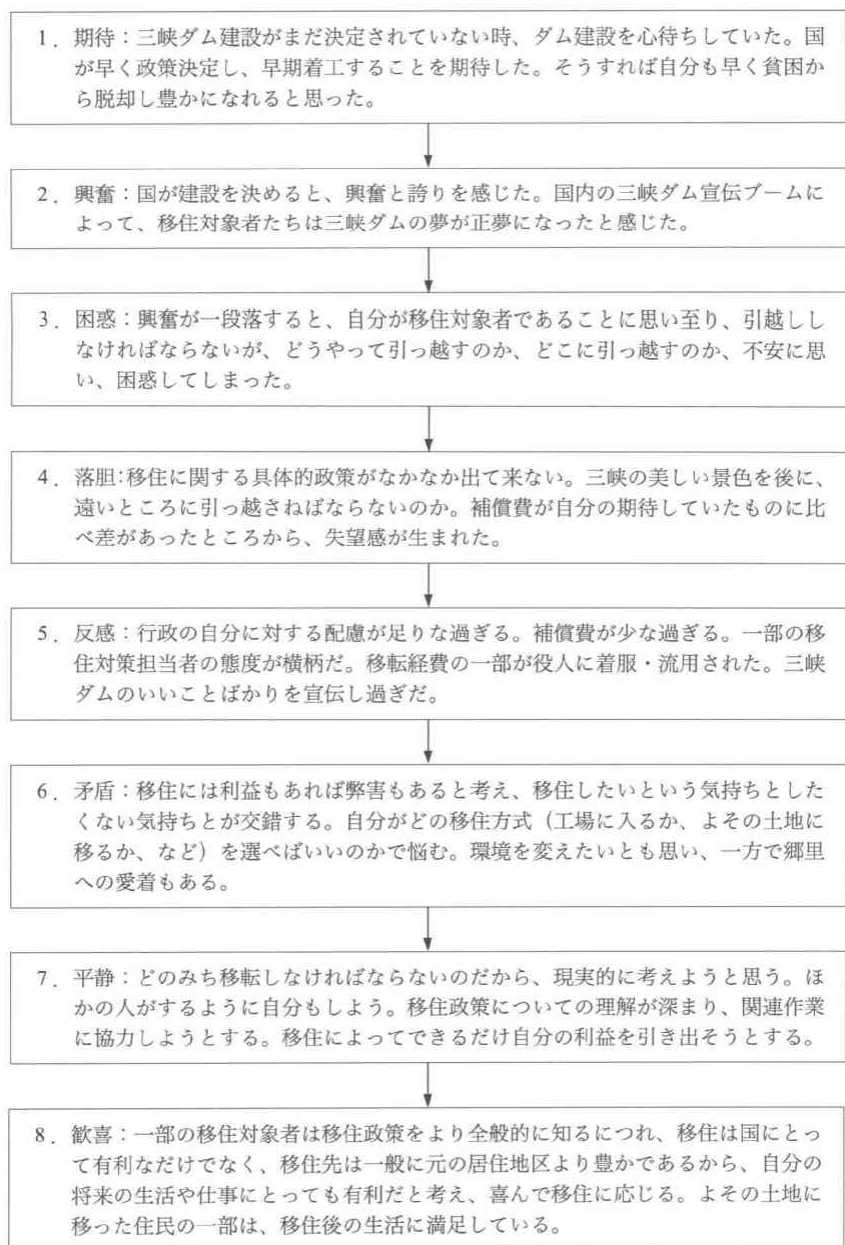 1．期待：三峡ダム建設がまだ決定されていない時、ダム建設を心待ちしていた。国
が早く政策決定し、早期着工することを期待した。そうすれば自分も早く貧困か
ら脱却し豊かになれると思った。
2．興奮：国が建設を決めると、興奮と誇りを感じた。国内の三峡ダム宣伝ブームに
よって、移住対象者たちは三峡ダムの夢が正夢になったと感じた。
3．困惑：興奮が一段落すると、自分が移住対象者であることに思い至り、引越しし
なければならないが、どうやって引っ越すのか、どこに引っ越すのか、不安に思
い、困惑してしまった。
4．落胆：移住に関する具体的政策がなかなか出て来ない。三峡の美しい景色を後に、
遠いところに引っ越さねばならないのか。補償費が自分の期待していたものに比
べ差があったところから、失望感が生まれた。
5．反感：行政の自分に対する配慮が足りな過ぎる。補償費が少な過ぎる。一部の移
住対策担当者の態度が横柄だ。移転経費の一部が役人に着服・流用された。三峡
ダムのいいことばかりを宣伝し過ぎだ。
6．矛盾：移住には利益もあれば弊害もあると考え、移住したいという気持ちとした
くない気持ちとが交錯する。自分がどの移住方式（工場に入るか、よその土地に
移るか、など）を選べばいいのかで悩む。環境を変えたいとも思い、一方で郷里
への愛着もある。
7．平静：どのみち移転しなければならないのだから、現実的に考えようと思う。ほ
かの人がするように自分もしよう。移住政策についての理解が深まり、関連作業
に協力しようとする。移住によってできるだけ自分の利益を引き出そうとする。
8．歓喜：一部の移住対象者は移住政策をより全般的に知るにつれ、移住は国にとっ
て有利なだけでなく、移住先は一般に元の居住地区より豊かであるから、自分の
将来の生活や仕事にとっても有利だと考え、喜んで移住に応じる。よその土地に
移った住民の一部は、移住後の生活に満足している。